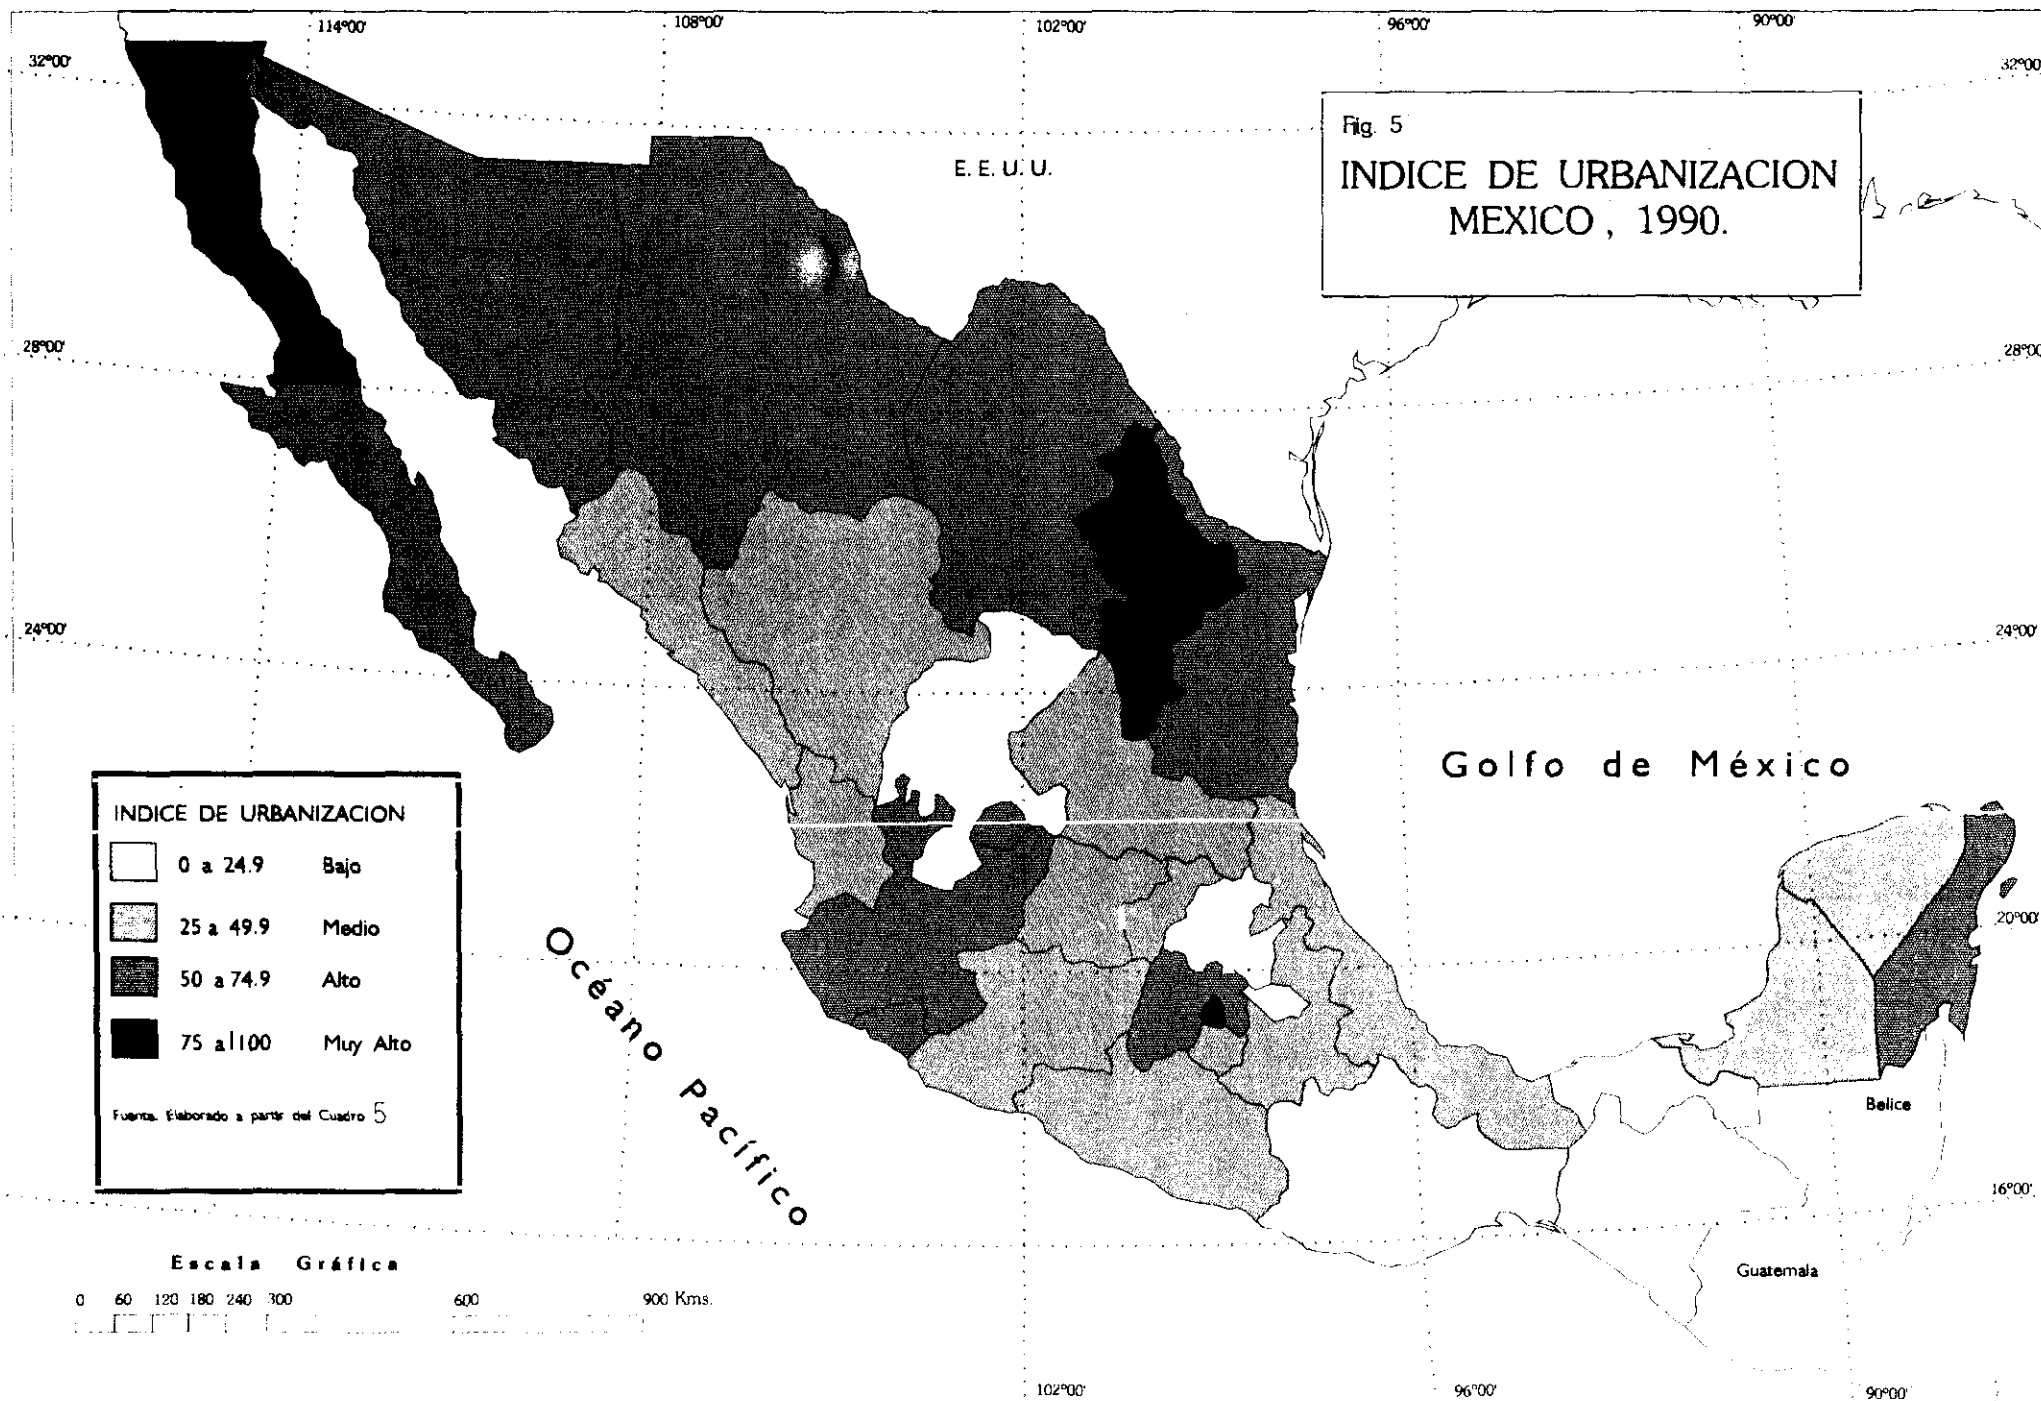 114°00'
108°00'
102°00'
96°00'
90°00'
32°00'
32°00
Fig. 5
INDICE DE URBANIZACION
MEXICO , 1990.
E. E. U. U.
28°00'
28°00
24°00'
24°00'
Golfo de México
INDICE DE URBANIZACION
0 a 24.9 Bajo
25 a 49.9 Medio
50 a 74.9 Alto
75 al100 Muy Alto
Fuente. Elaborado a partir del Cuadro 5
Océano Pacífico
20°00'
Belice
16°00'
Guatemala
Escala Gráfica
0 60 120 180 240 300 600 900 Kms.
102°00'
96°00'
90°00'